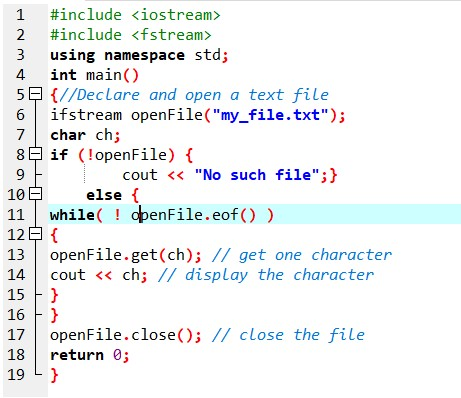 1 #include <iostream>
2 #include <fstream>
3 using namespace std;
4 int main()
5 {//Declare and open a text file
6 ifstream openFile("my_file.txt");
7 char ch;
8 if (!openFile) {
9 cout << "No such file";}
10 else {
11 while( ! openFile.eof() )
12 {
13 openFile.get(ch); // get one character
14 cout << ch; // display the character
15 }
16 }
17 openFile.close(); // close the file
18 return 0;
19 }